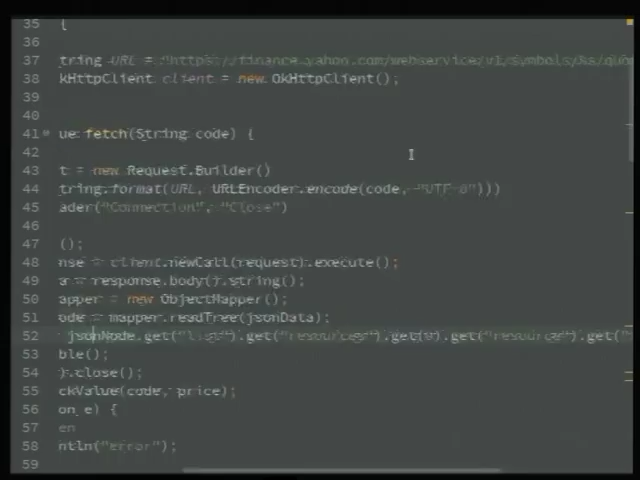 35 {
36
37 tring URL = "https://finance.yahoo.com/webservice/v1/symbols/%s/quo
38 kHttpClient client = new OkHttpClient();
39
40
41 ue fetch(String code) {
42
43 t = new Request.Builder()
44 tring.format(URL, URLEncoder.encode(code, "UTF-8")))
45 ader("Connection", "Close")
46
47 ();
48 nse = client.newCall(request).execute();
49 a = response.body().string();
50 apper = new ObjectMapper();
51 ode = mapper.readTree(jsonData);
52 jsonNode.get("list").get("resources").get(0).get("resource").get("
53 ble();
54 ).close();
55 ckValue(code, price);
56 on e) {
57 en
58 ntln("error");
59